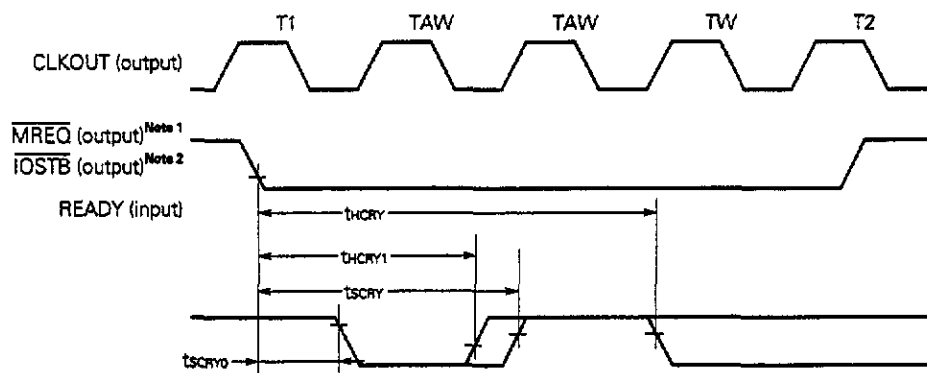 T1 TAW TAW TW T2
CLKOUT (output)
MREQ (output) Note 1
IOSTB (output) Note 2
READY (input)
tHCRY
tHCRY1
tSCRY
tSCRY0